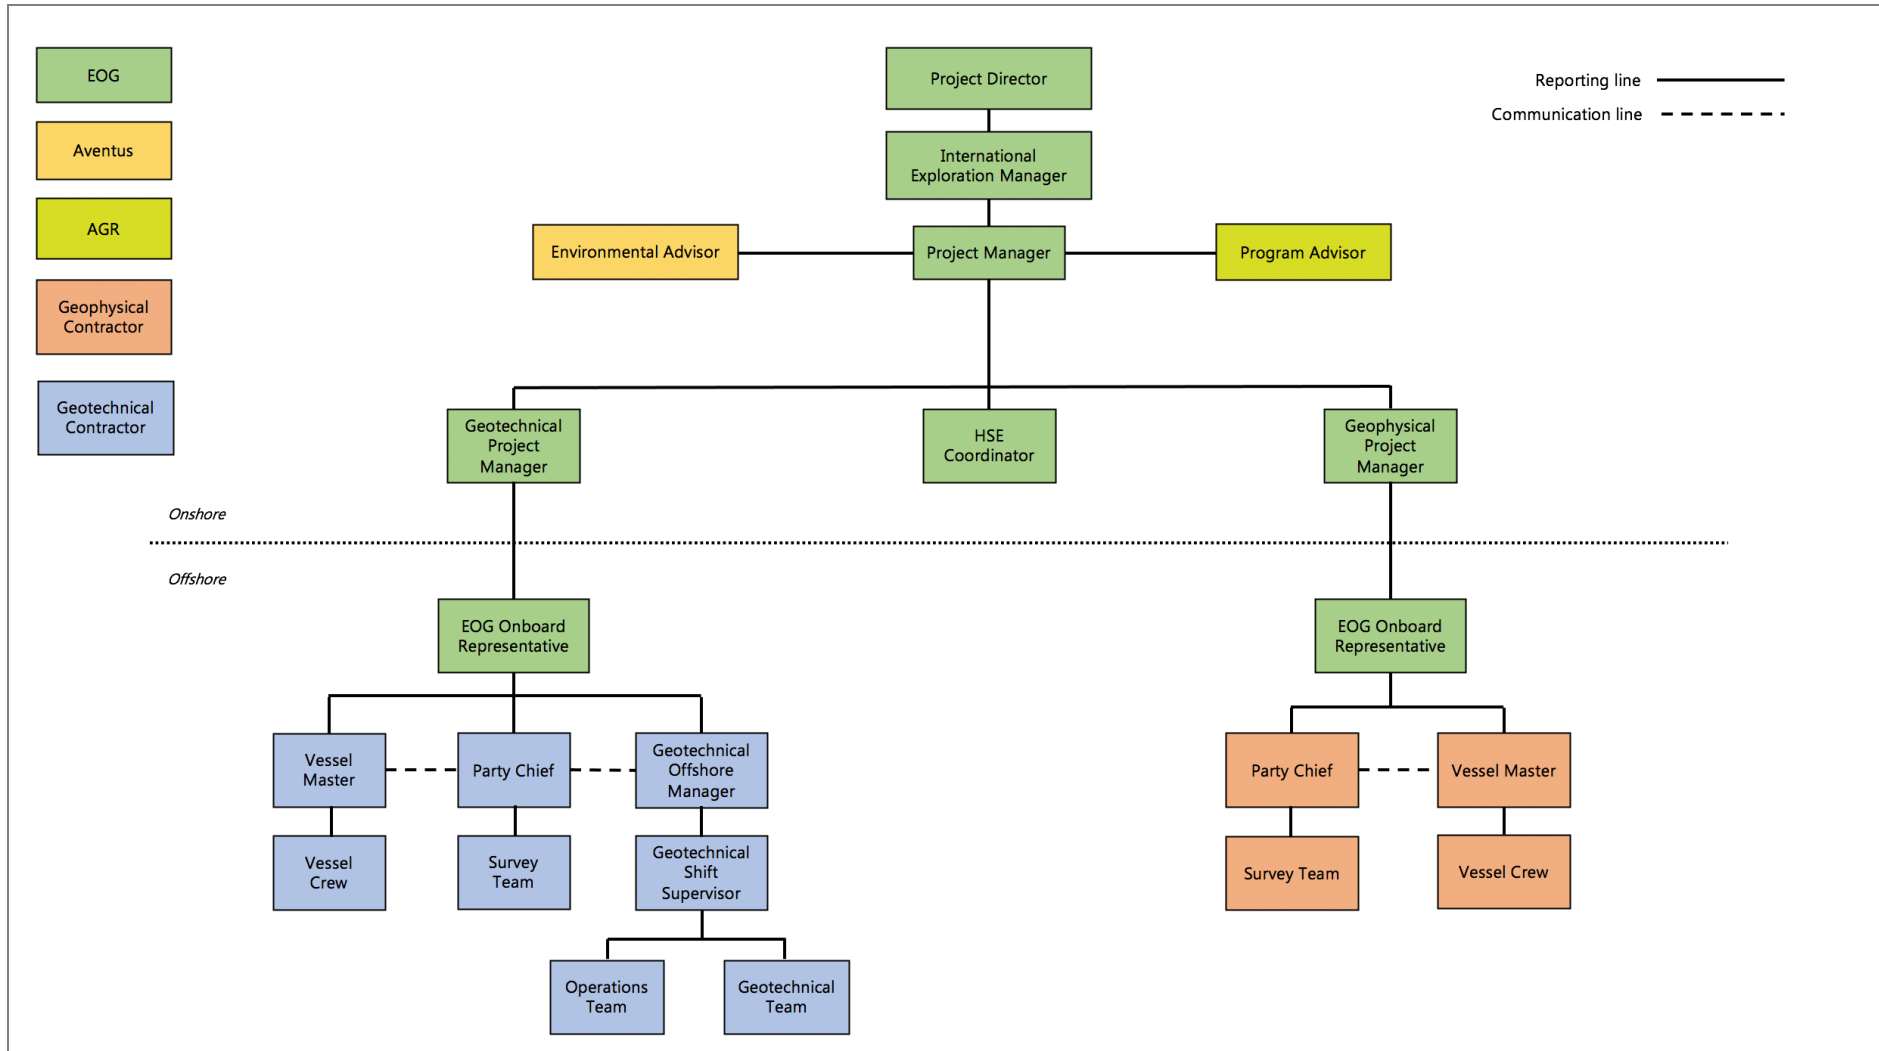 EOG
Aventus
AGR
Geophysical
Contractor
Geotechnical
Contractor
Project Director
International
Exploration Manager
Environmental Advisor
Project Manager
Program Advisor
Reporting line
Communication line
Geotechnical
Project
Manager
HSE
Coordinator
Geophysical
Project
Manager
Onshore
Offshore
EOG Onboard
Representative
EOG Onboard
Representative
Vessel
Master
Party Chief
Geotechnical
Offshore
Manager
Party Chief
Vessel Master
Vessel
Crew
Survey
Team
Geotechnical
Shift
Supervisor
Survey Team
Vessel Crew
Operations
Team
Geotechnical
Team